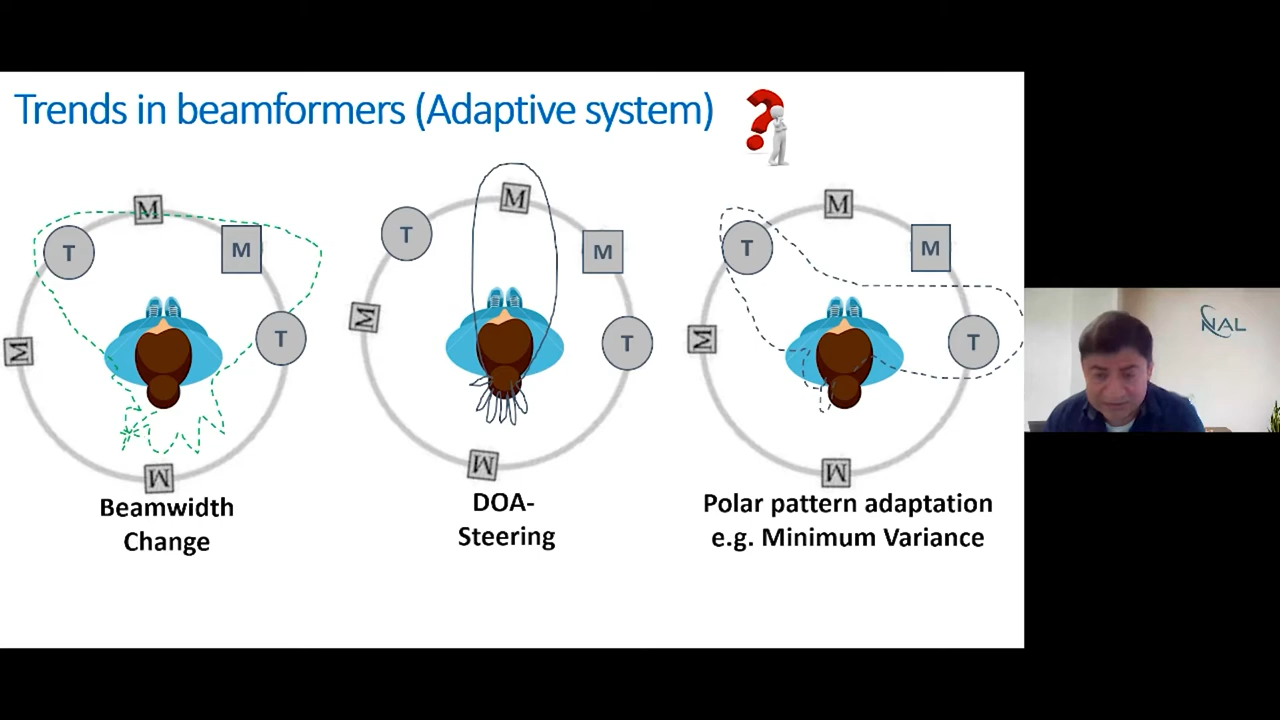 Trends in beamformers (Adaptive system)
M
T
M
T
M
M
M
T
M
M
T
M
M
T
M
M
T
M
NAL
Beamwidth
Change
DOA-
Steering
Polar pattern adaptation
e.g. Minimum Variance